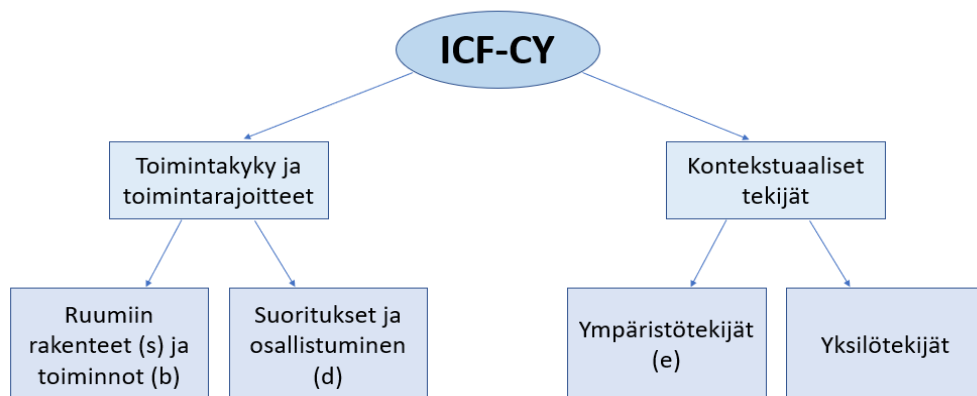 ICF-CY
Toimintakyky ja
toimintarajoitteet
Kontekstuaaliset
tekijät
Ruumiin
rakenteet (s) ja
toiminnot (b)
Suoritukset ja
osallistuminen
(d)
Ympäristötekijät
(e)
Yksilötekijät